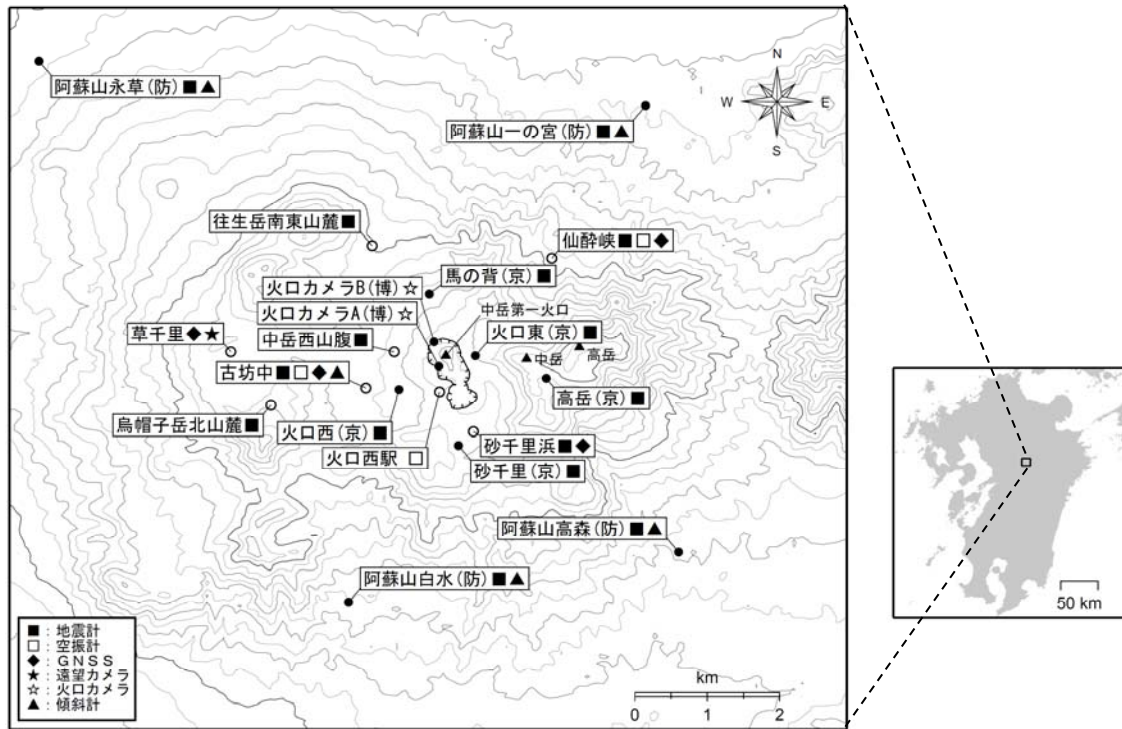 阿蘇山永草(防)■▲
阿蘇山一の宮(防)■▲
N
W
E
S
往生岳南東山麓■
仙酔峡■□◆
馬の背(京)■
火口カメラB(博)☆
中岳第一火口
火口カメラA(博)☆
火口東(京)■
草千里◆★
中岳西山腹■
中岳
高岳
古坊中■□◆▲
高岳(京)■
烏帽子岳北山麓■
火口西(京)■
砂千里浜■◆
火口西駅 □
砂千里(京)■
阿蘇山高森(防)■▲
阿蘇山白水(防)■▲
■:地震計
□:空振計
◆:GNSS
★:遠望カメラ
☆:火口カメラ
▲:傾斜計
km
0 1 2
50 km